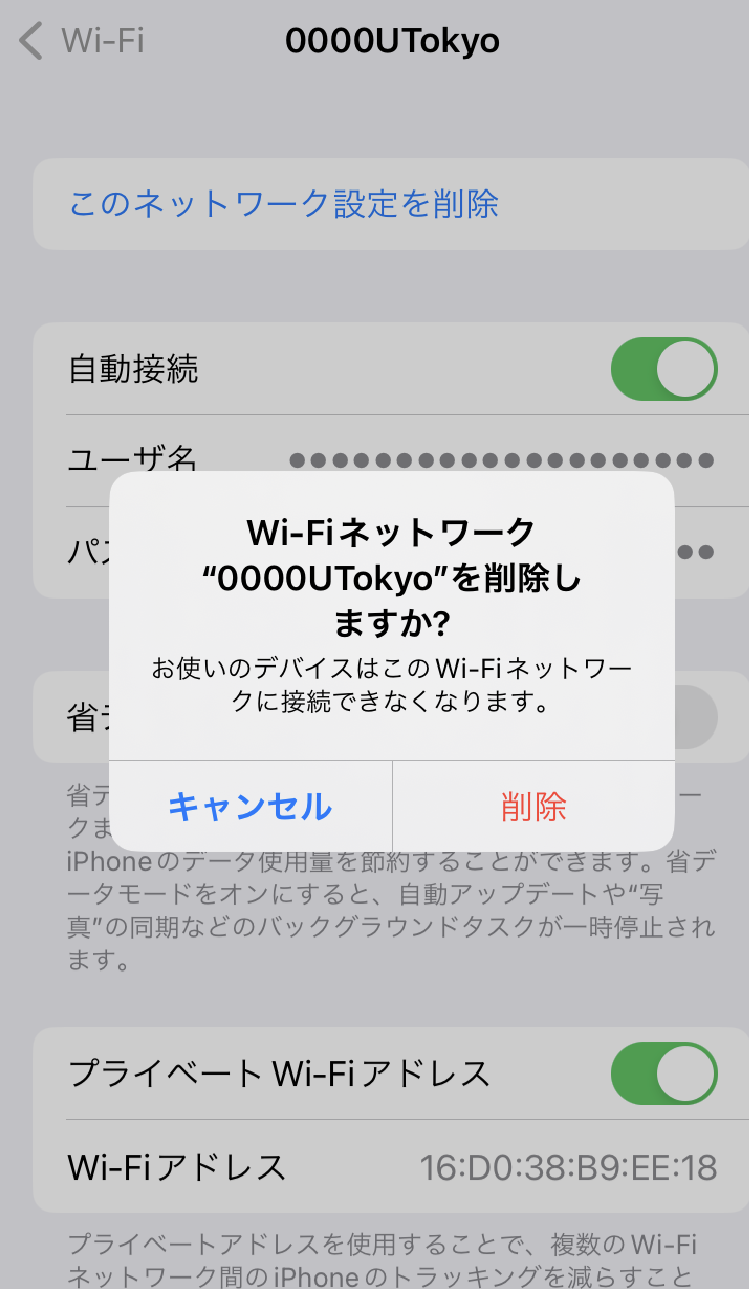 Wi-Fi
0000UTokyo
このネットワーク設定を削除
自動接続
ユーザ名 ●●●●●●●●●●●●●●●●●●●●
Wi-Fiネットワーク
“0000UTokyo”を削除し
ますか?
お使いのデバイスはこのWi-Fiネットワー
クに接続できなくなります。
キャンセル
削除
パス
省デ
省デ
ー
クま
iPhoneのデータ使用量を節約することができます。省デ
ータモードをオンにすると、自動アップデートや“写
真”の同期などのバックグラウンドタスクが一時停止され
ます。
プライベートWi-Fiアドレス
Wi-Fiアドレス 16:D0:38:B9:EE:18
プライベートアドレスを使用することで、複数のWi-Fi
ネットワーク間のiPhoneのトラッキングを減らすこと